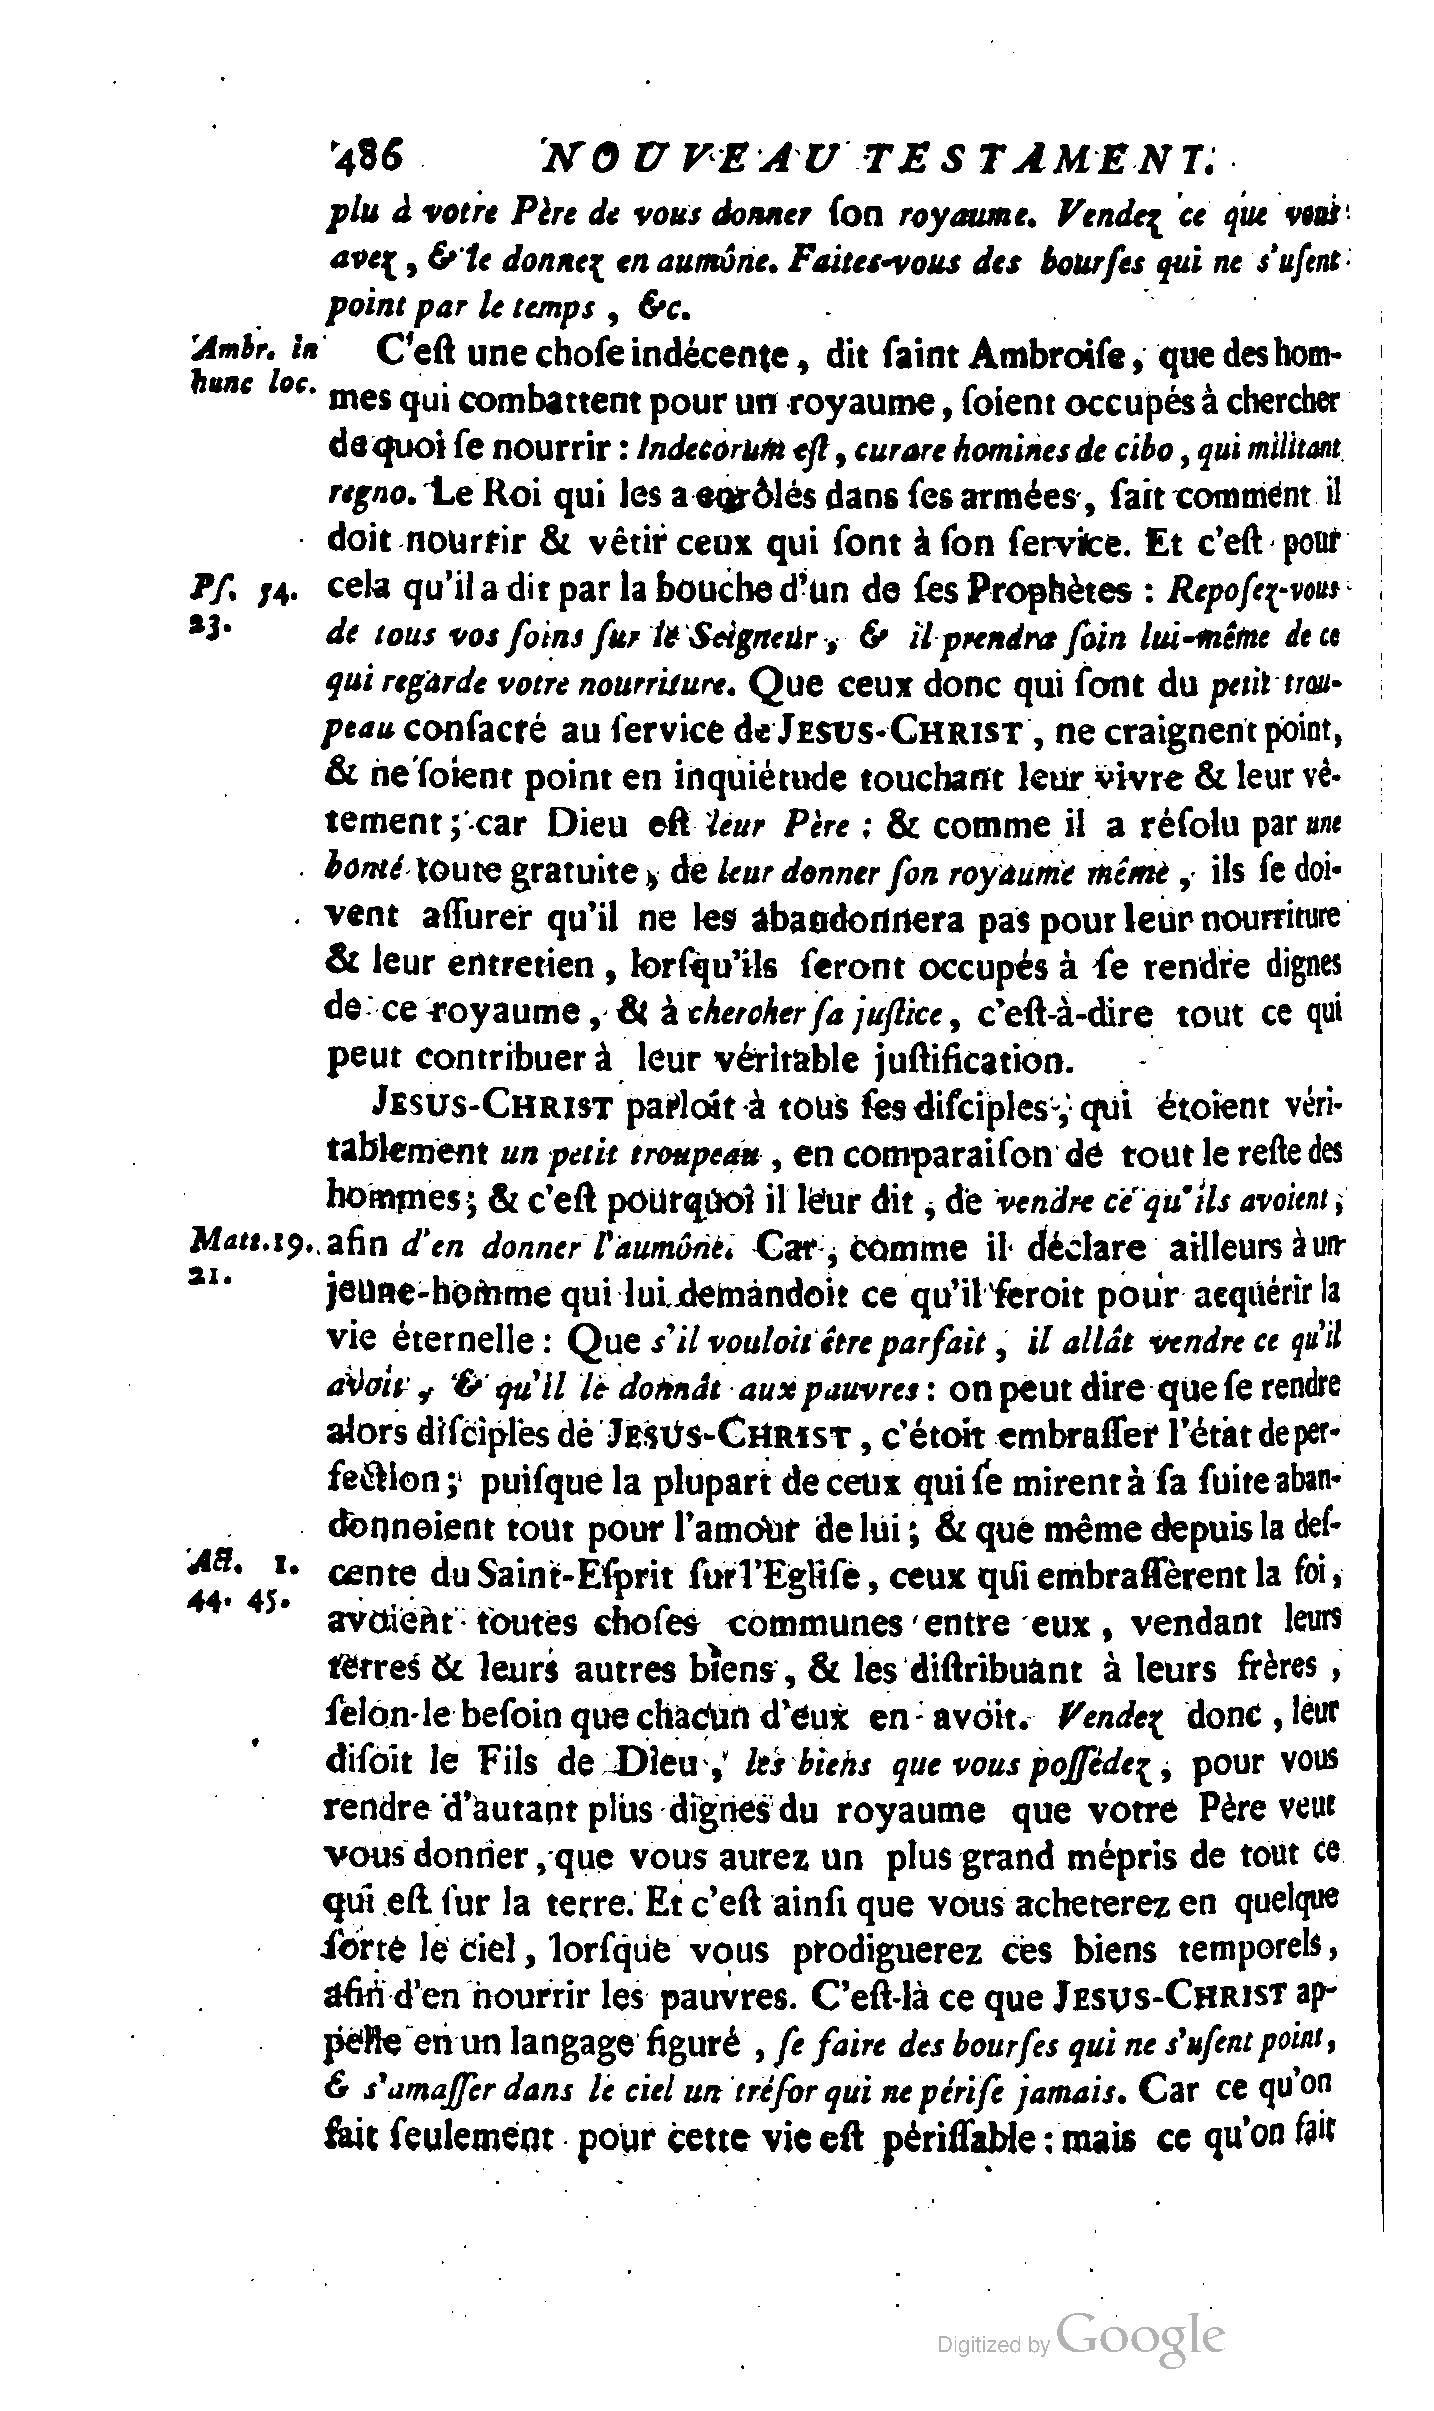 486 NOUVEAU TESTAMENT.
plu à votre Père de vous donner ſon royaume. Vendez ce que vous
avez, & le donnez en aumône. Faites-vous des bourſes qui ne s'uſent
point par le temps, &c.
Ambr. in
hunc loc.
C'eſt une choſe indécente, dit ſaint Ambroiſe, que des hom-
mes qui combattent pour un royaume, ſoient occupés à chercher
de quoi ſe nourrir : Indecorum eſt, curare homines de cibo, qui militant
regno. Le Roi qui les a enrôlés dans ſes armées, ſait comment il
doit nourrir & vêtir ceux qui ſont à ſon ſervice. Et c'eſt pour
Pſ. 54.
23.
cela qu'il a dit par la bouche d'un de ſes Prophètes : Repoſez-vous
de tous vos ſoins ſur le Seigneur, & il prendra ſoin lui-même de ce
qui regarde votre nourriture. Que ceux donc qui ſont du petit trou-
peau conſacré au ſervice de JESUS-CHRIST, ne craignent point,
& ne ſoient point en inquiétude touchant leur vivre & leur vê-
tement ; car Dieu eſt leur Père ; & comme il a réſolu par une
bonté toute gratuite, de leur donner ſon royaume même, ils ſe doi-
vent aſſurer qu'il ne les abandonnera pas pour leur nourriture
& leur entretien, lorſqu'ils ſeront occupés à ſe rendre dignes
de ce royaume, & à chercher ſa juſtice, c'eſt-à-dire tout ce qui
peut contribuer à leur véritable juſtification.
JESUS-CHRIST parloit à tous ſes diſciples, qui étoient véri-
tablement un petit troupeau, en comparaiſon de tout le reſte des
hommes ; & c'eſt pourquoi il leur dit, de vendre ce qu'ils avoient,
Matt. 19.
21.
afin d'en donner l'aumône. Car, comme il déclare ailleurs à un
jeune-homme qui lui demandoit ce qu'il feroit pour acquérir la
vie éternelle : Que s'il vouloit être parfait, il allât vendre ce qu'il
avoit, & qu'il le donnât aux pauvres : on peut dire que ſe rendre
alors diſciples de JESUS-CHRIST, c'étoit embraſſer l'état de per-
fection ; puiſque la plupart de ceux qui ſe mirent à ſa ſuite aban-
donnoient tout pour l'amour de lui ; & que même depuis la deſ-
Act. 1.
44. 45.
cente du Saint-Eſprit ſur l'Egliſe, ceux qui embraſſèrent la foi,
avoient toutes choſes communes entre eux, vendant leurs
terres & leurs autres biens, & les diſtribuant à leurs frères,
ſelon le beſoin que chacun d'eux en avoit. Vendez donc, leur
diſoit le Fils de Dieu, les biens que vous poſſédez, pour vous
rendre d'autant plus dignes du royaume que votre Père veut
vous donner, que vous aurez un plus grand mépris de tout ce
qui eſt ſur la terre. Et c'eſt ainſi que vous acheterez en quelque
ſorte le ciel, lorſque vous prodiguerez ces biens temporels,
afin d'en nourrir les pauvres. C'eſt-là ce que JESUS-CHRIST ap-
pelle en un langage figuré, ſe faire des bourſes qui ne s'uſent point,
& s'amaſſer dans le ciel un tréſor qui ne périſe jamais. Car ce qu'on
fait ſeulement pour cette vie eſt périſſable : mais ce qu'on fait
Digitized by Google